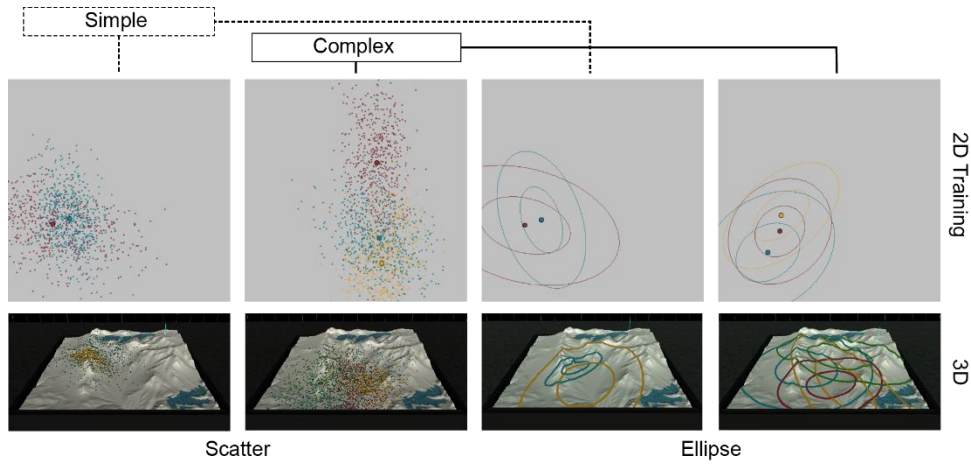 Simple
Complex
2D Training
3D
Scatter
Ellipse